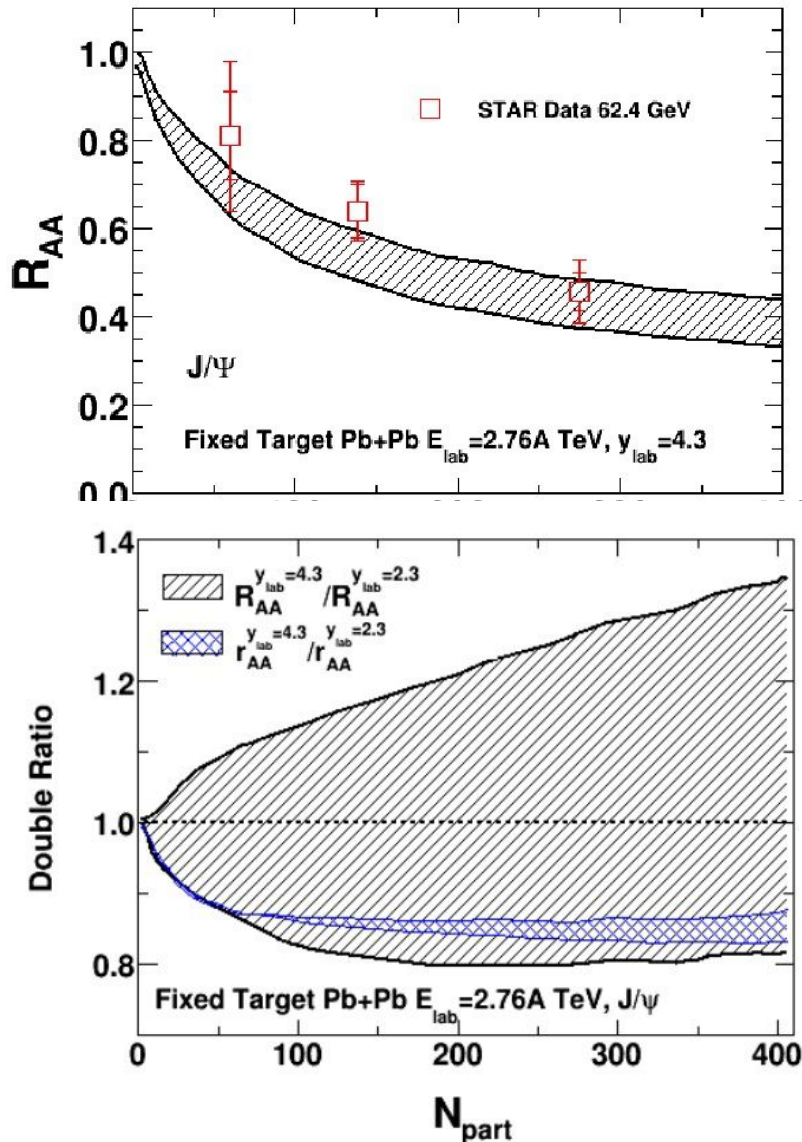 1.0
0.8
0.6
0.4
0.2
0.0
R_AA
STAR Data 62.4 GeV
J/Ψ
Fixed Target Pb+Pb E_lab=2.76A TeV, y_lab=4.3
1.4
1.2
1.0
0.8
Double Ratio
R_AA^{y_lab=4.3}/R_AA^{y_lab=2.3}
r_AA^{y_lab=4.3}/r_AA^{y_lab=2.3}
Fixed Target Pb+Pb E_lab=2.76A TeV, J/ψ
0 100 200 300 400
N_part